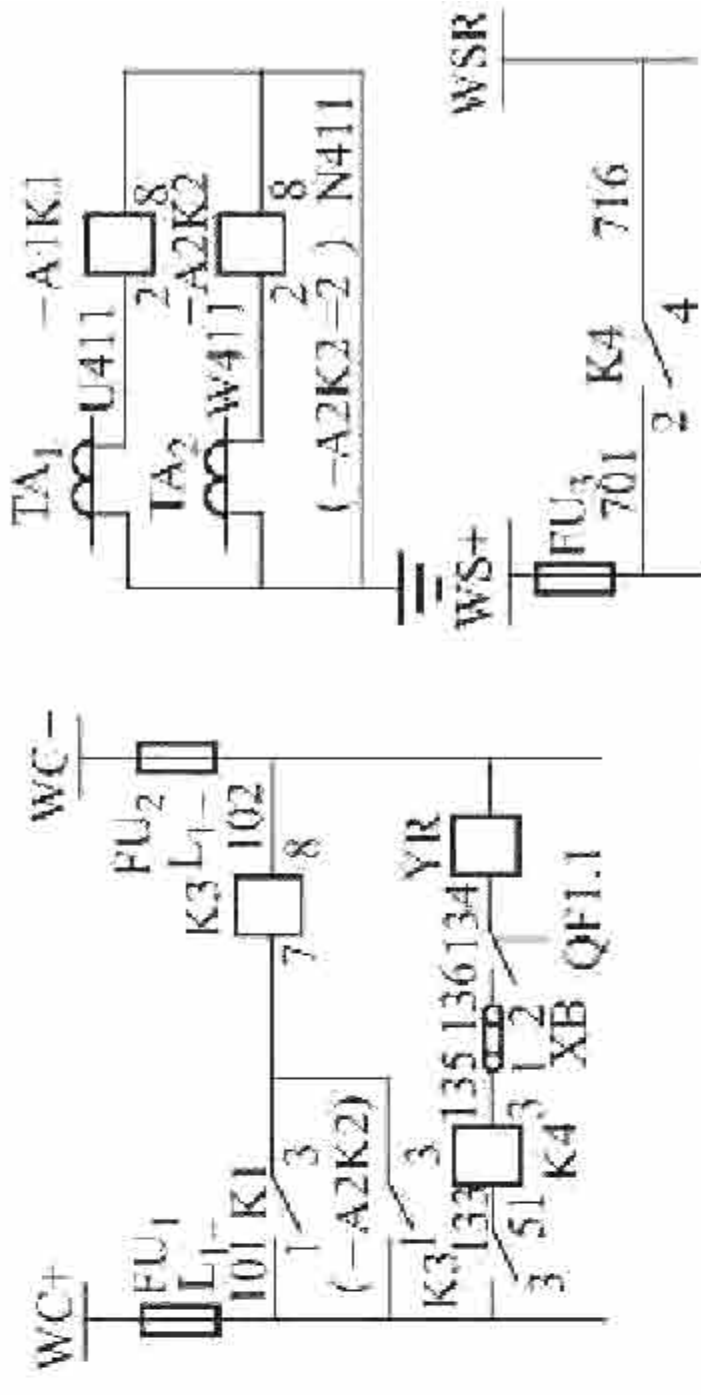 WC+
WC-
FU1
L1-
101
FU2
L1-
102
K1
1
3
K3
7
8
(-A2K2)
1
3
K3
133
3
51
K4
3
135
136
1
2
XB
134
QF1.1
YR
TA1
U411
-A1K1
2
8
TA2
W411
-A2K2
2
8
(-A2K2=2)
N411
WS+
WSR
FU3
701
K4
2
4
716